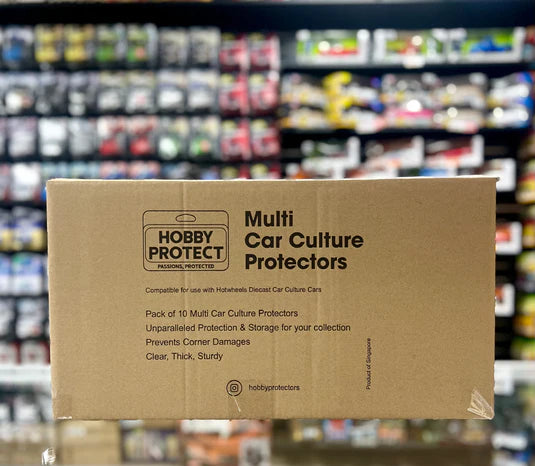 HOBBY
PROTECT
PASSIONS, PROTECTED
Multi
Car Culture
Protectors
Compatible for use with Hotwheels Diecast Car Culture Cars
Pack of 10 Multi Car Culture Protectors
Unparalleled Protection & Storage for your collection
Prevents Corner Damages
Clear, Thick, Sturdy
hobbyprotectors
Product of Singapore